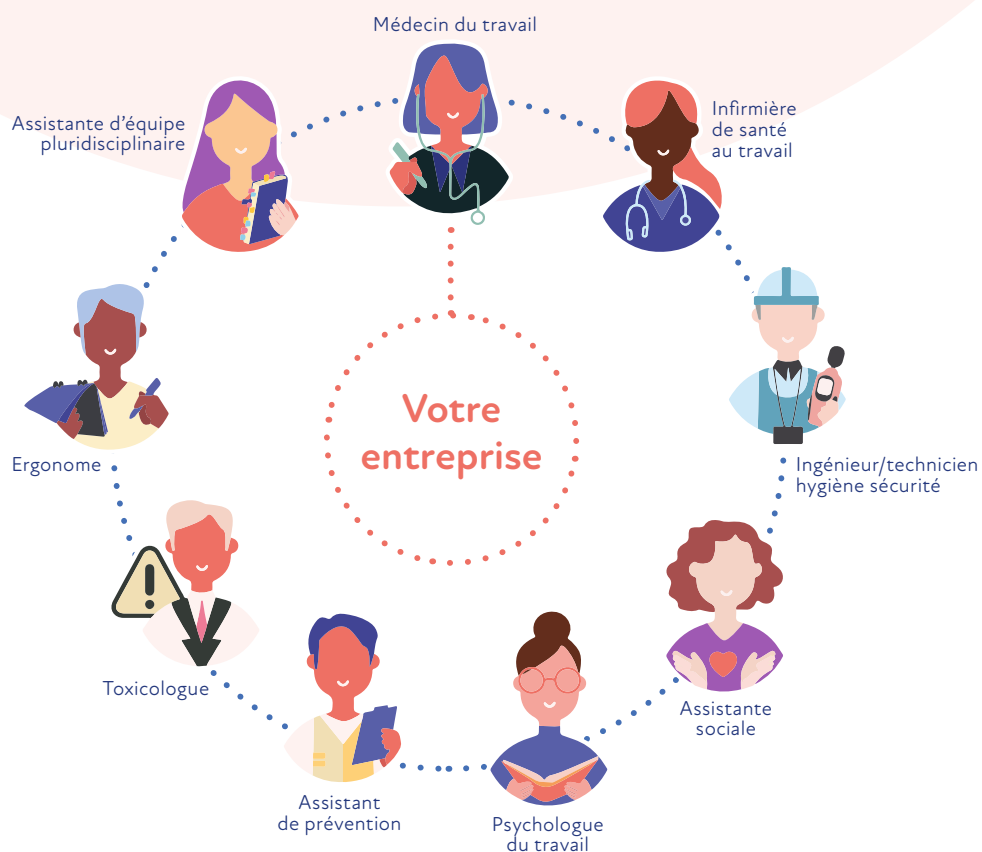 Médecin du travail
Assistante d’équipe
pluridisciplinaire
Infirmière
de santé
au travail
Votre
entreprise
Ergonome
Ingénieur/technicien
hygiène sécurité
Toxicologue
Assistante
sociale
Assistant
de prévention
Psychologue
du travail